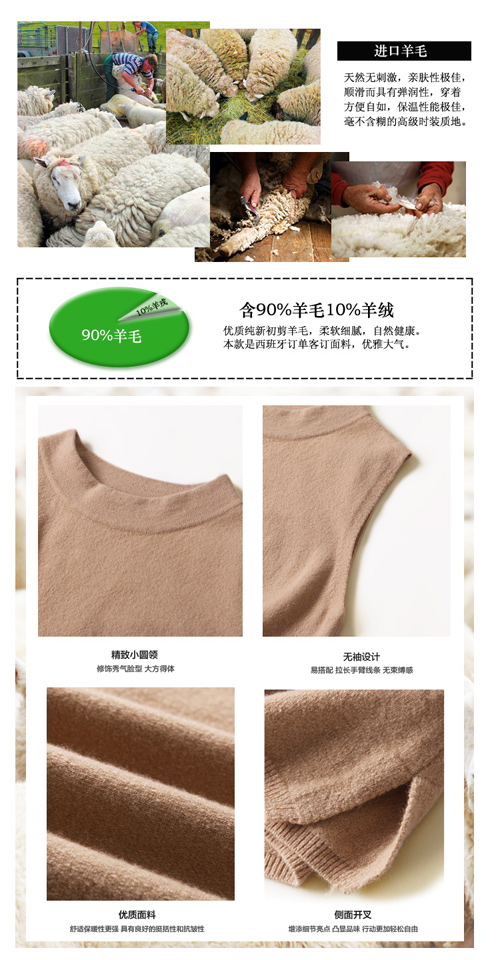 进口羊毛
天然无刺激，亲肤性极佳，
顺滑而具有弹润性，穿着
方便自如，保温性能极佳，
毫不含糊的高级时装质地。
10%羊绒
90%羊毛
含90%羊毛10%羊绒
优质纯新初剪羊毛，柔软细腻，自然健康。
本款是西班牙订单客订面料，优雅大气。
精致小圆领
修饰秀气脸型 大方得体
无袖设计
易搭配 拉长手臂线条 无束缚感
优质面料
舒适保暖性更强 具有良好的挺括性和抗皱性
侧面开叉
增添细节亮点 凸显品味 行动更加轻松自由